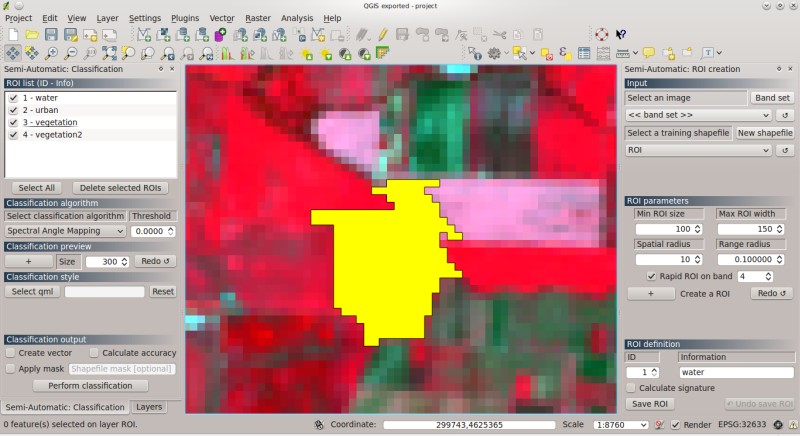 QGIS exported - project
Project Edit View Layer Settings Plugins Vector Raster Analysis Help
Semi-Automatic: Classification
ROI list (ID - Info)
1 - water
2 - urban
3 - vegetation
4 - vegetation2
Select All Delete selected ROIs
Classification algorithm
Select classification algorithm Threshold
Spectral Angle Mapping 0.0000
Classification preview
+ Size 300 Redo ↺
Classification style
Select qml Reset
Classification output
Create vector Calculate accuracy
Apply mask Shapefile mask [optional]
Perform classification
Semi-Automatic: Classification Layers
Semi-Automatic: ROI creation
Input
Select an image Band set
<< band set >> ↺
Select a training shapefile New shapefile
ROI ↺
ROI parameters
Min ROI size Max ROI width
100 150
Spatial radius Range radius
10 0.100000
Rapid ROI on band 4
+ Create a ROI Redo ↺
ROI definition
ID Information
1 water
Calculate signature
Save ROI Undo save ROI
0 feature(s) selected on layer ROI. Coordinate: 299743,4625365 Scale 1:8760 Render EPSG:32633